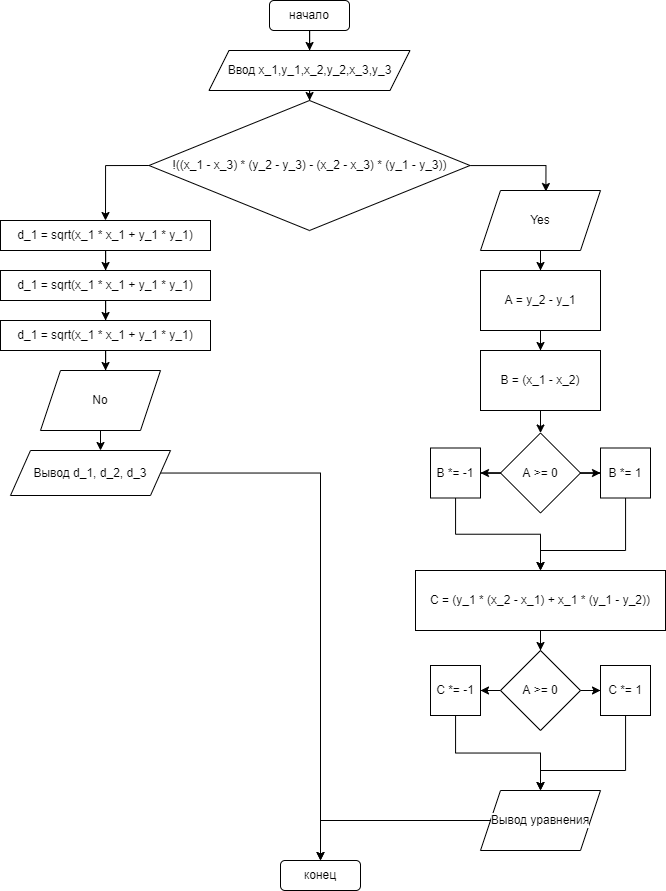 начало
Ввод x_1,y_1,x_2,y_2,x_3,y_3
!((x_1 - x_3) * (y_2 - y_3) - (x_2 - x_3) * (y_1 - y_3))
d_1 = sqrt(x_1 * x_1 + y_1 * y_1)
d_1 = sqrt(x_1 * x_1 + y_1 * y_1)
d_1 = sqrt(x_1 * x_1 + y_1 * y_1)
No
Вывод d_1, d_2, d_3
Yes
A = y_2 - y_1
B = (x_1 - x_2)
B *= -1
A >= 0
B *= 1
C = (y_1 * (x_2 - x_1) + x_1 * (y_1 - y_2))
C *= -1
A >= 0
C *= 1
Вывод уравнения
конец